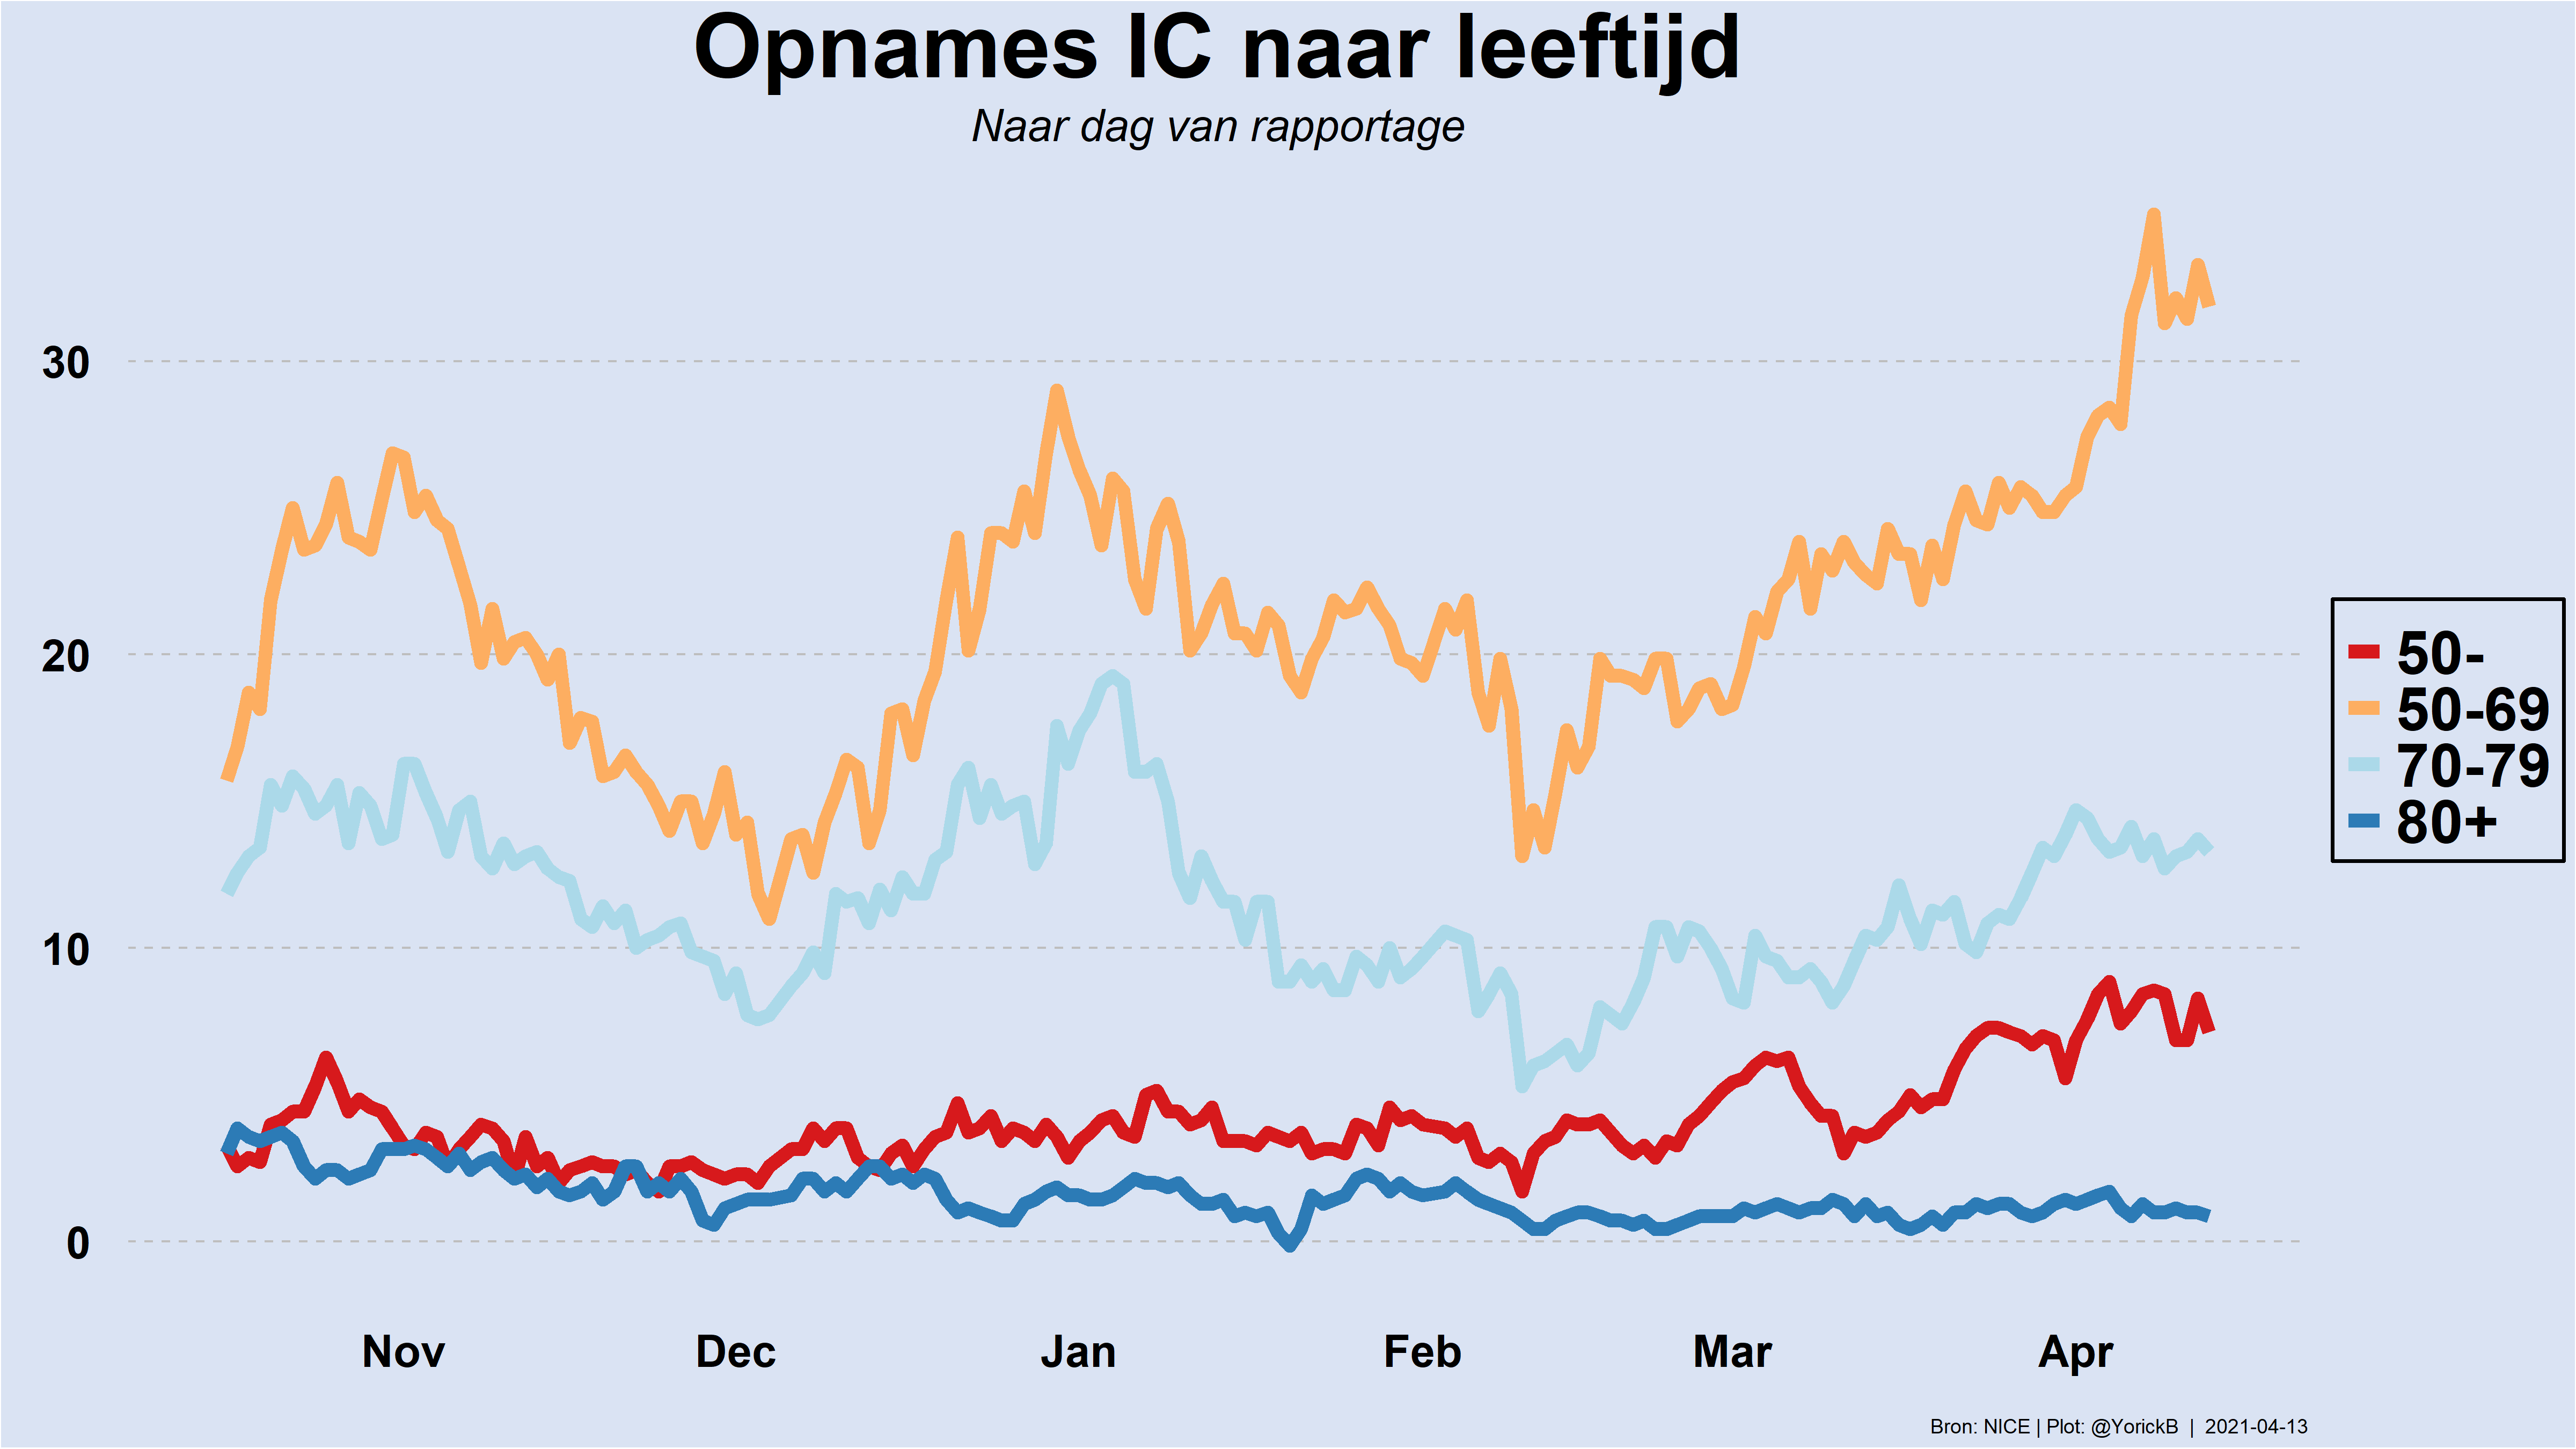 Opnames IC naar leeftijd
Naar dag van rapportage
30
20
10
0
50-
50-69
70-79
80+
Nov Dec Jan Feb Mar Apr
Bron: NICE | Plot: @YorickB | 2021-04-13